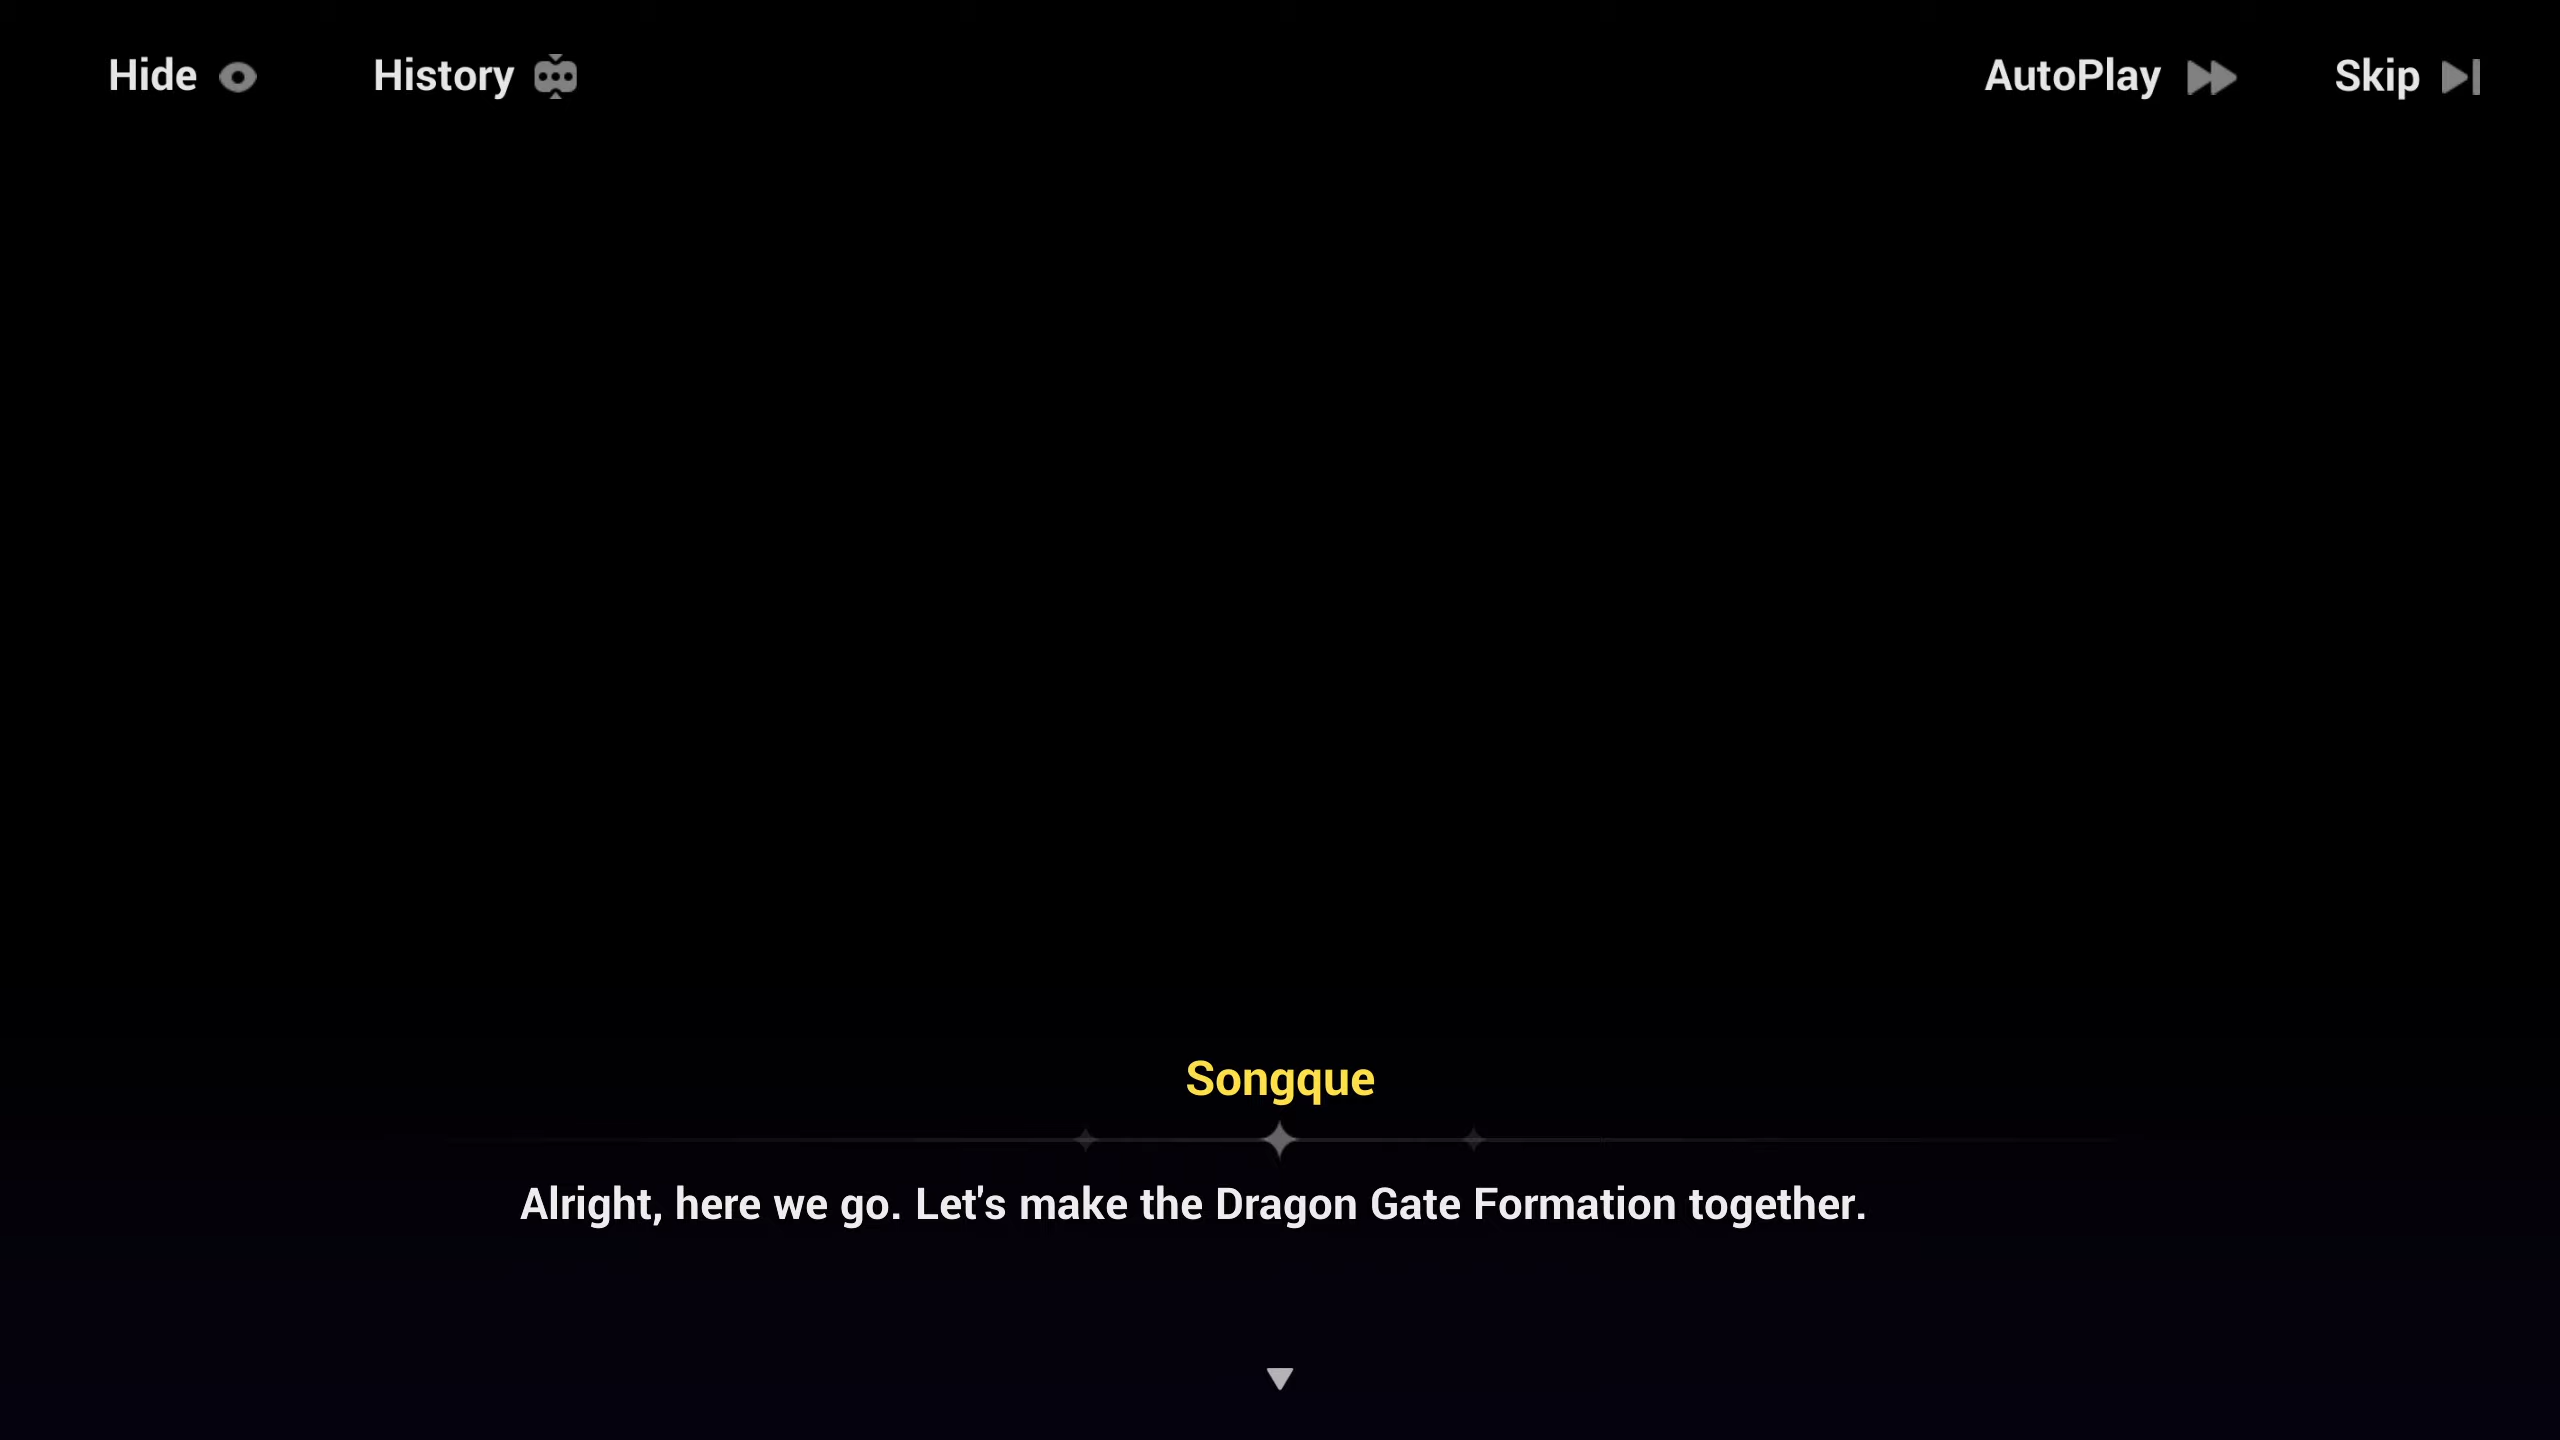 Hide
History
AutoPlay
Skip
Songque
Alright, here we go. Let's make the Dragon Gate Formation together.